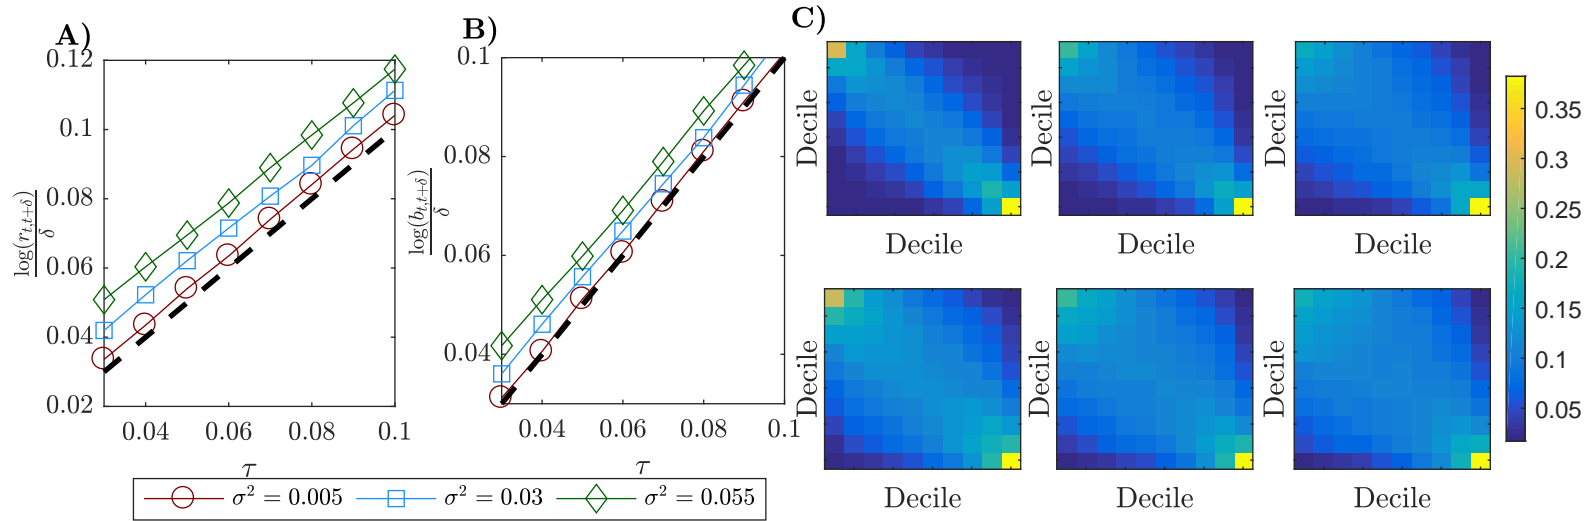 A)
0.12
0.1
0.08
0.06
0.04
0.02
log(r_{t,t+δ})
δ
0.04 0.06 0.08 0.1
τ
B)
0.1
0.08
0.06
0.04
log(b_{t,t+δ})
δ
0.04 0.06 0.08 0.1
τ
σ² = 0.005 σ² = 0.03 σ² = 0.055
C)
Decile Decile Decile
Decile Decile Decile
Decile Decile Decile
Decile Decile Decile
0.35
0.3
0.25
0.2
0.15
0.1
0.05